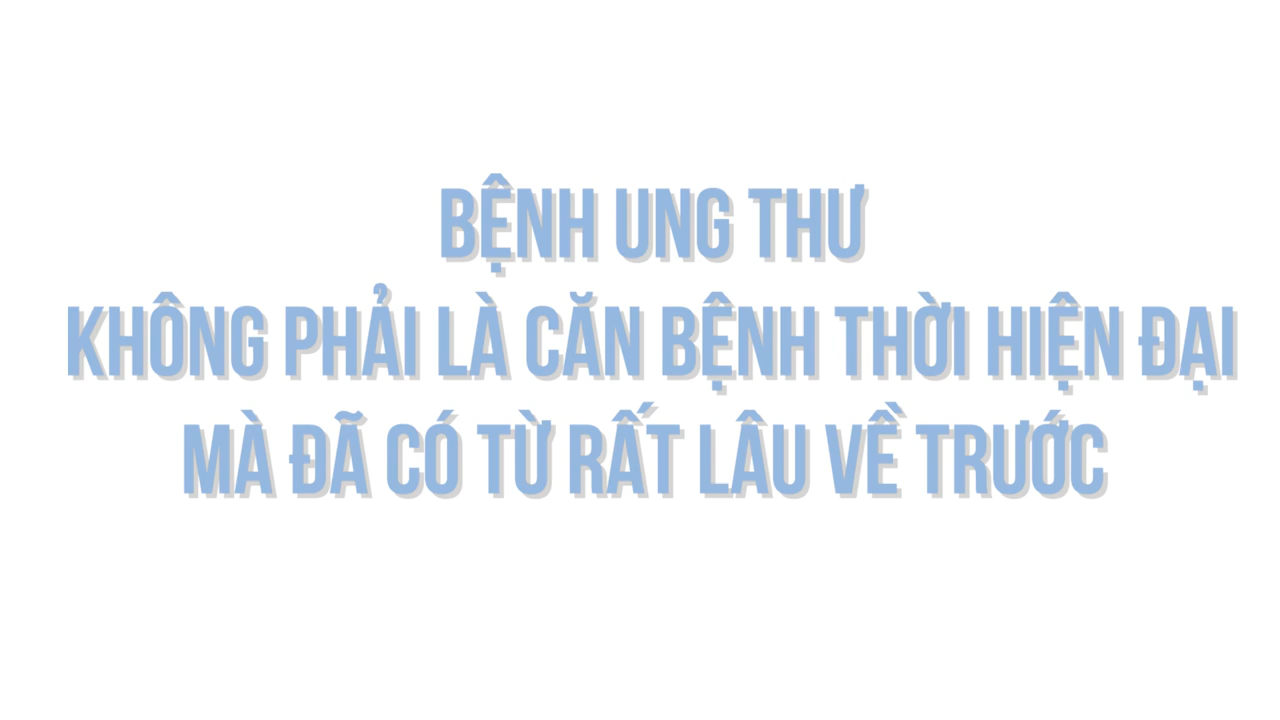 BỆNH UNG THƯ
KHÔNG PHẢI LÀ CĂN BỆNH THỜI HIỆN ĐẠI
MÀ ĐÃ CÓ TỪ RẤT LÂU VỀ TRƯỚC